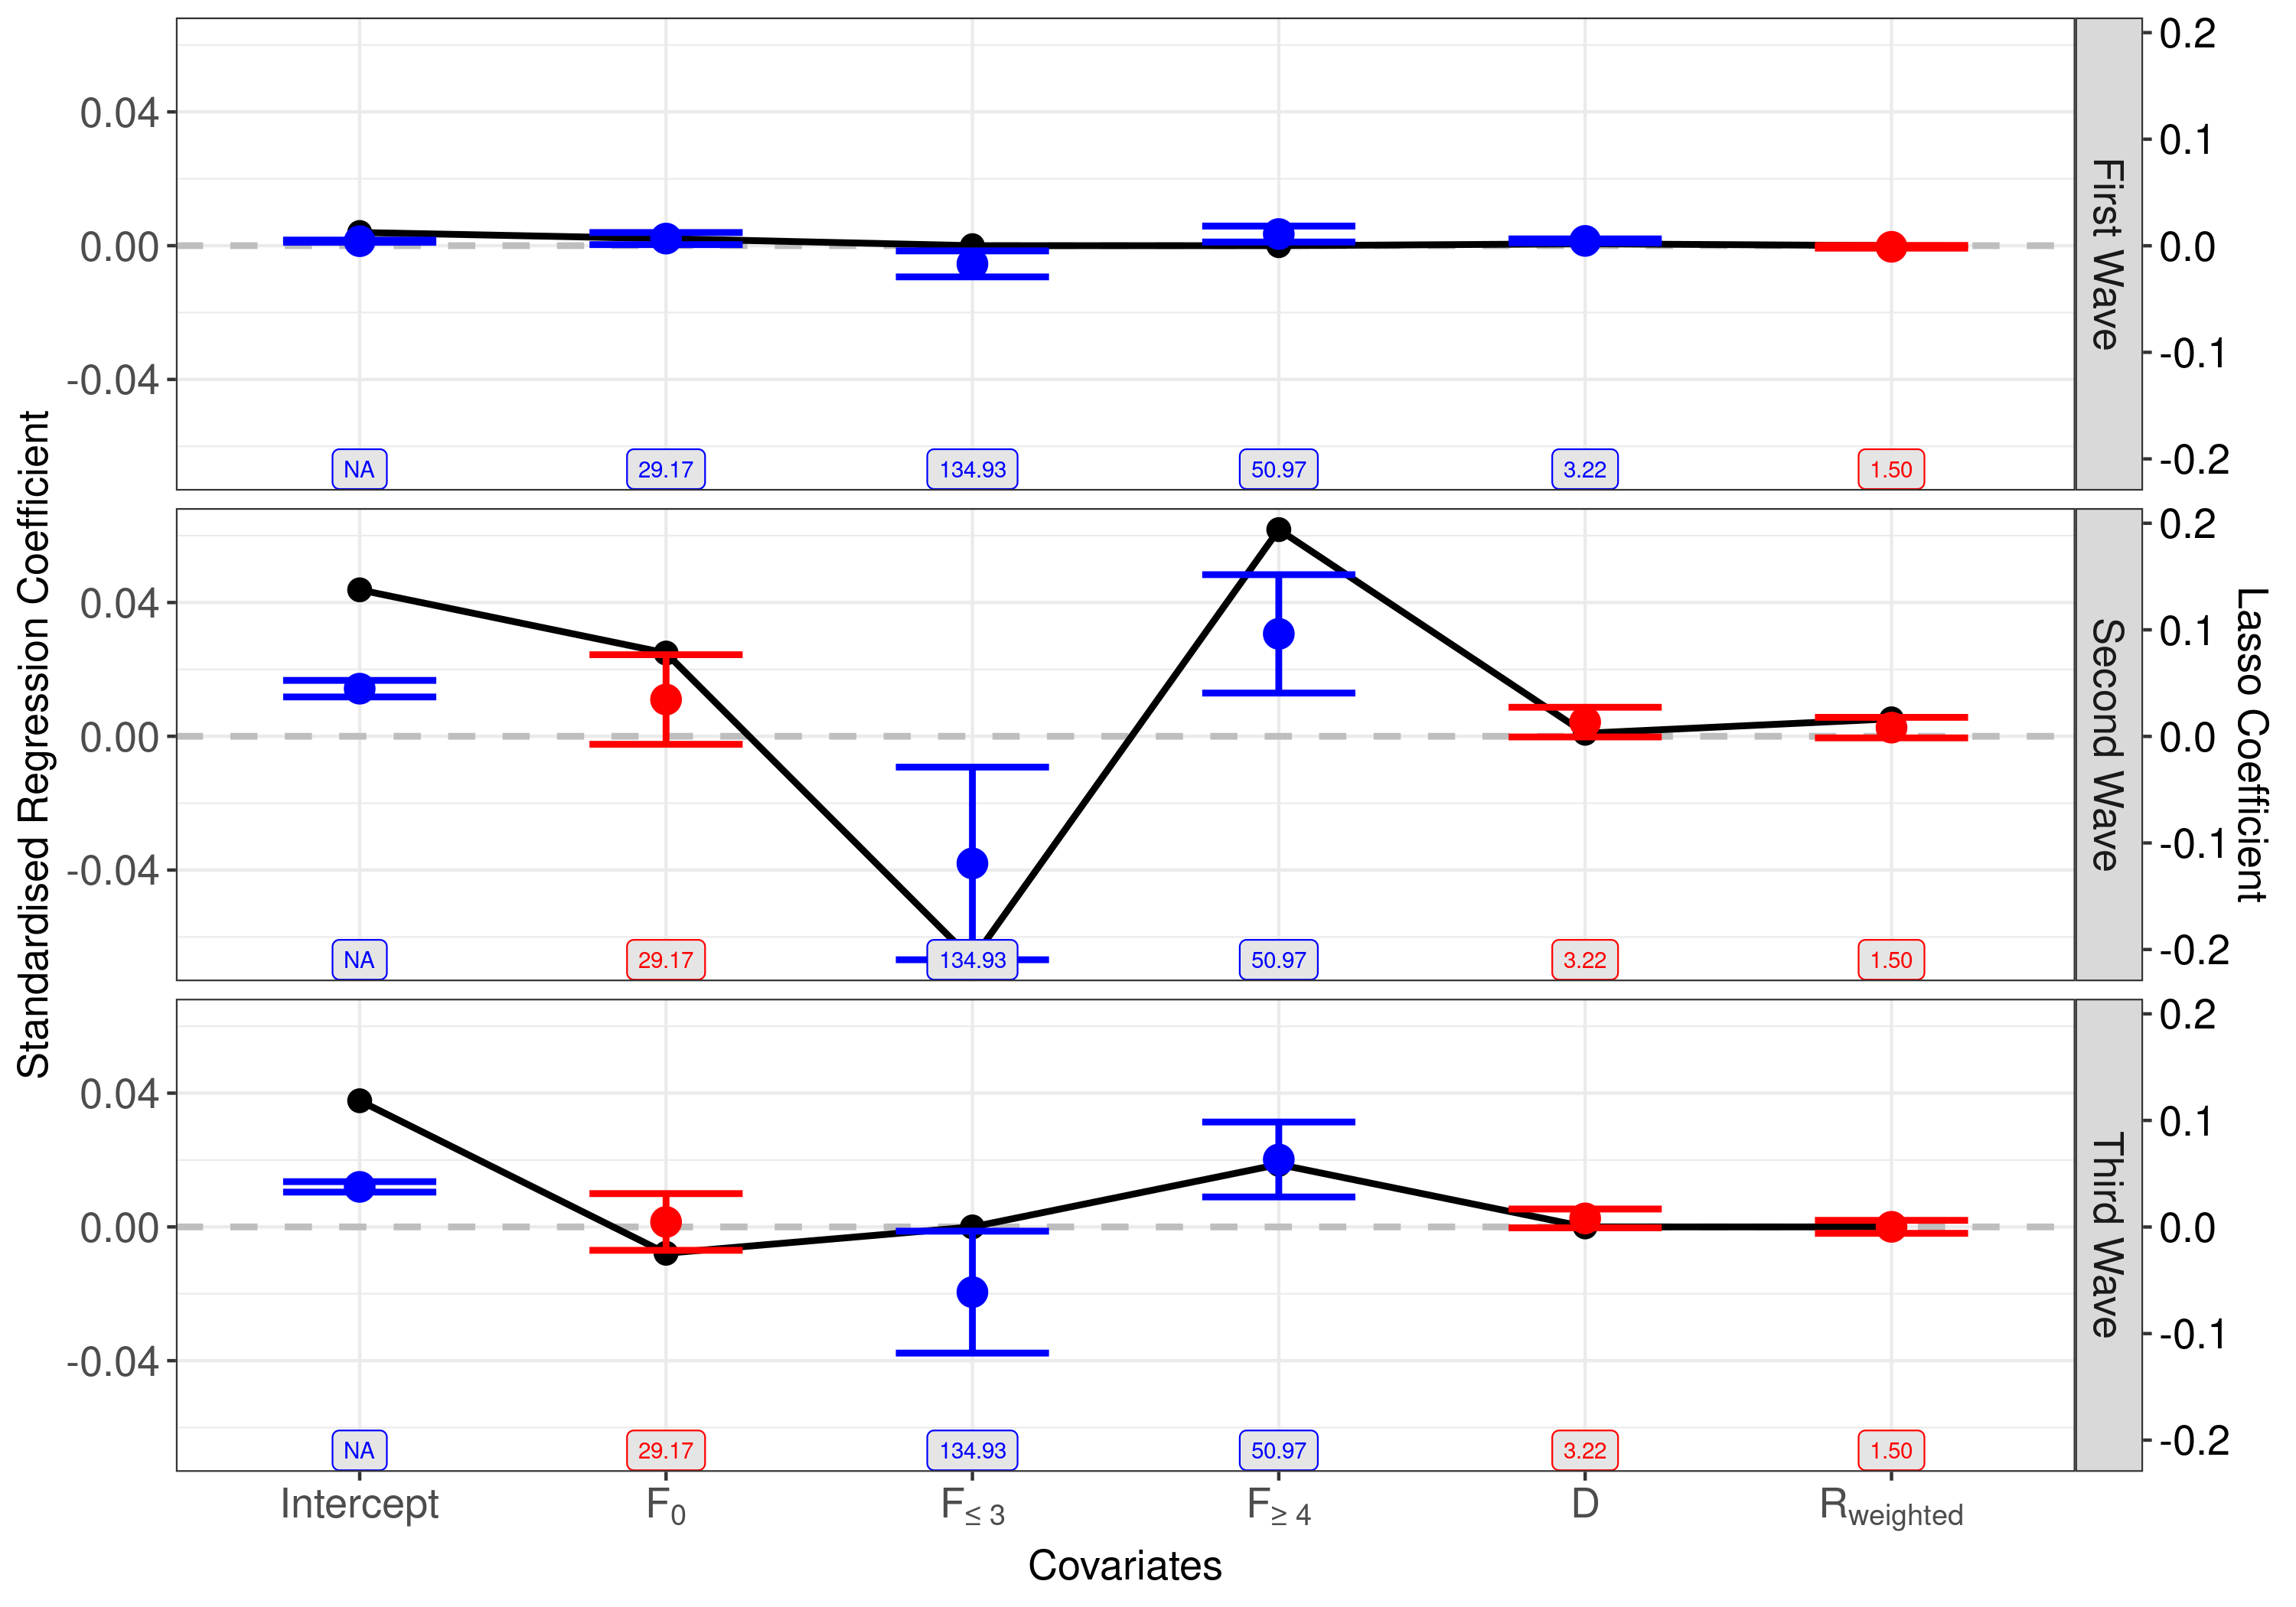 Standardised Regression Coefficient
0.04
0.00
-0.04
NA 29.17 134.93 50.97 3.22 1.50
First Wave
0.2
0.1
0.0
-0.1
-0.2
0.04
0.00
-0.04
NA 29.17 134.93 50.97 3.22 1.50
Second Wave
0.2
0.1
0.0
-0.1
-0.2
0.04
0.00
-0.04
NA 29.17 134.93 50.97 3.22 1.50
Third Wave
0.2
0.1
0.0
-0.1
-0.2
Lasso Coefficient
Intercept F₀ F≤ 3 F≥ 4 D Rweighted
Covariates